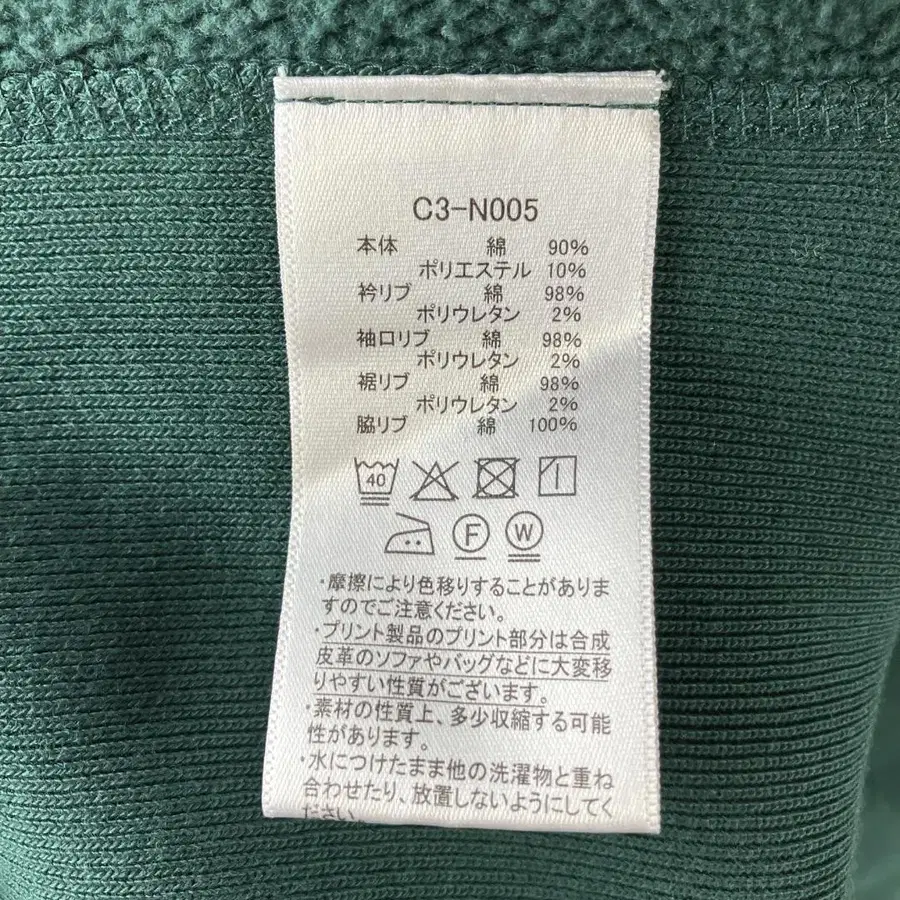 C3-N005
本体 綿 90%
ポリエステル 10%
衿リブ 綿 98%
ポリウレタン 2%
袖口リブ 綿 98%
ポリウレタン 2%
裾リブ 綿 98%
ポリウレタン 2%
脇リブ 綿 100%
40
F W
・摩擦により色移りすることがありま
すのでご注意ください。
・プリント製品のプリント部分は合成
皮革のソファやバッグなどに大変移
りやすい性質がございます。
・素材の性質上、多少収縮する可能
性があります。
・水につけたまま他の洗濯物と重ね
合わせたり、放置しないようにしてく
ださい。